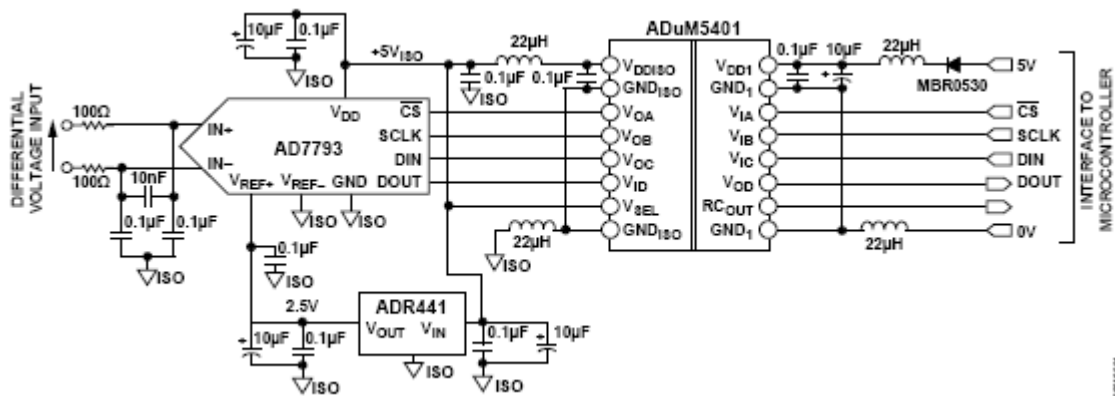 ADuM5401
10µF
0.1µF
ISO
+5V ISO
22µH
0.1µF
0.1µF
ISO
VDDISO
GNDISO
VOA
VOB
VOC
VID
VSEL
GNDISO
VDD1
GND1
VIA
VIB
VIC
VOD
RCOUT
GND1
0.1µF
10µF
22µH
MBR0530
5V
CS
SCLK
DIN
DOUT
0V
22µH
INTERFACE TO
MICROCONTROLLER
DIFFERENTIAL
VOLTAGE INPUT
100Ω
100Ω
10nF
0.1µF
0.1µF
ISO
IN+
IN–
VDD
AD7793
CS
SCLK
DIN
DOUT
VREF+
VREF–
GND
ISO
ISO
22µH
ISO
0.1µF
ISO
2.5V
10µF
0.1µF
ISO
ADR441
VOUT
VIN
ISO
0.1µF
10µF
ISO